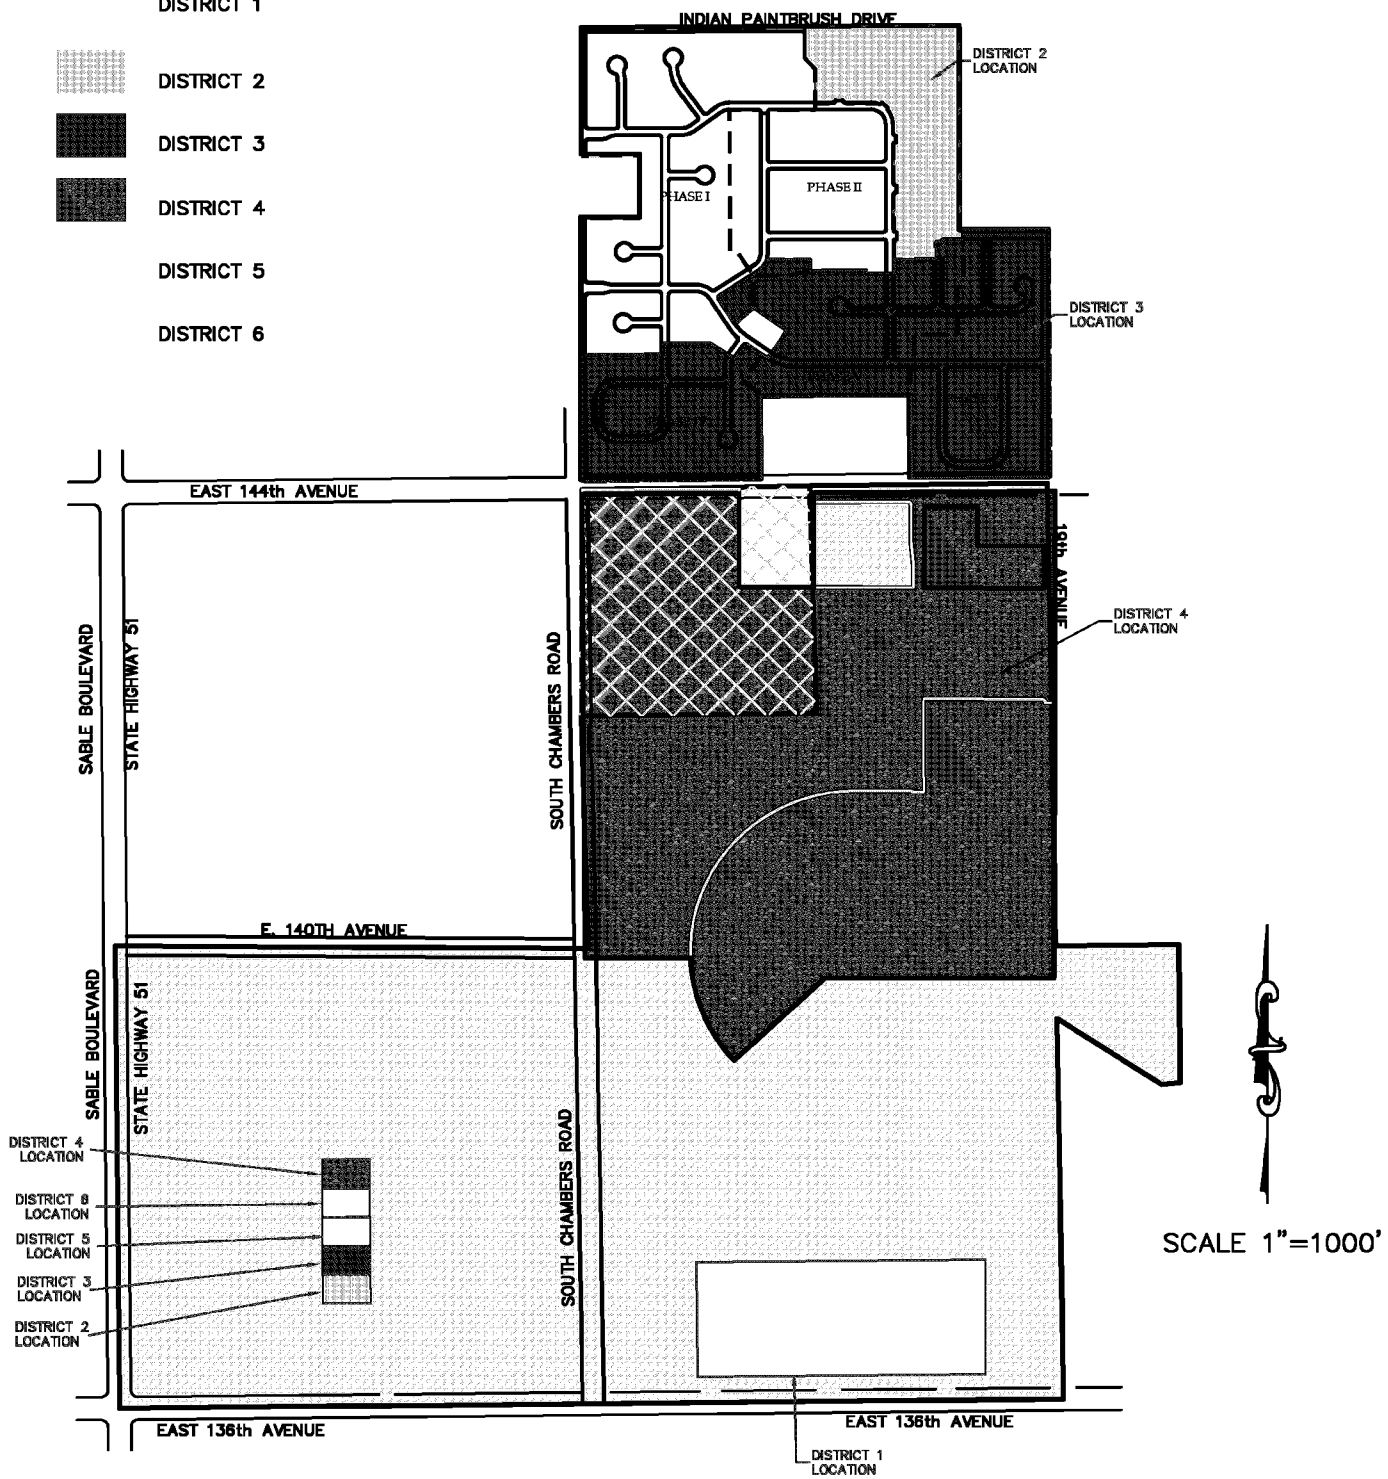 DISTRICT 1
DISTRICT 2
DISTRICT 3
DISTRICT 4
DISTRICT 5
DISTRICT 6
INDIAN PAINTBRUSH DRIVE
DISTRICT 2
LOCATION
PHASE I
PHASE II
DISTRICT 3
LOCATION
EAST 144th AVENUE
19th AVENUE
DISTRICT 4
LOCATION
SABLE BOULEVARD
STATE HIGHWAY 51
SOUTH CHAMBERS ROAD
E. 140TH AVENUE
SABLE BOULEVARD
STATE HIGHWAY 51
SOUTH CHAMBERS ROAD
DISTRICT 4
LOCATION
DISTRICT 6
LOCATION
DISTRICT 5
LOCATION
DISTRICT 3
LOCATION
DISTRICT 2
LOCATION
SCALE 1"=1000'
EAST 136th AVENUE
EAST 136th AVENUE
DISTRICT 1
LOCATION